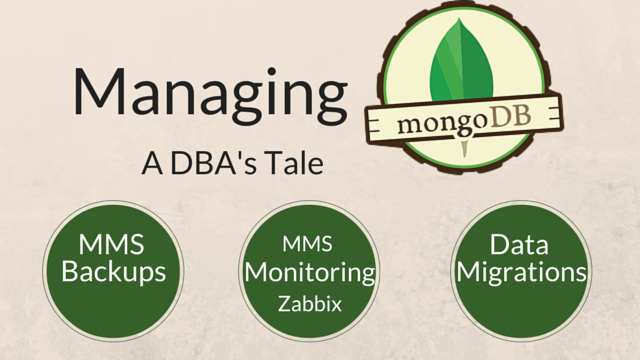 Managing
mongoDB
A DBA's Tale
MMS
Backups
MMS
Monitoring
Zabbix
Data
Migrations